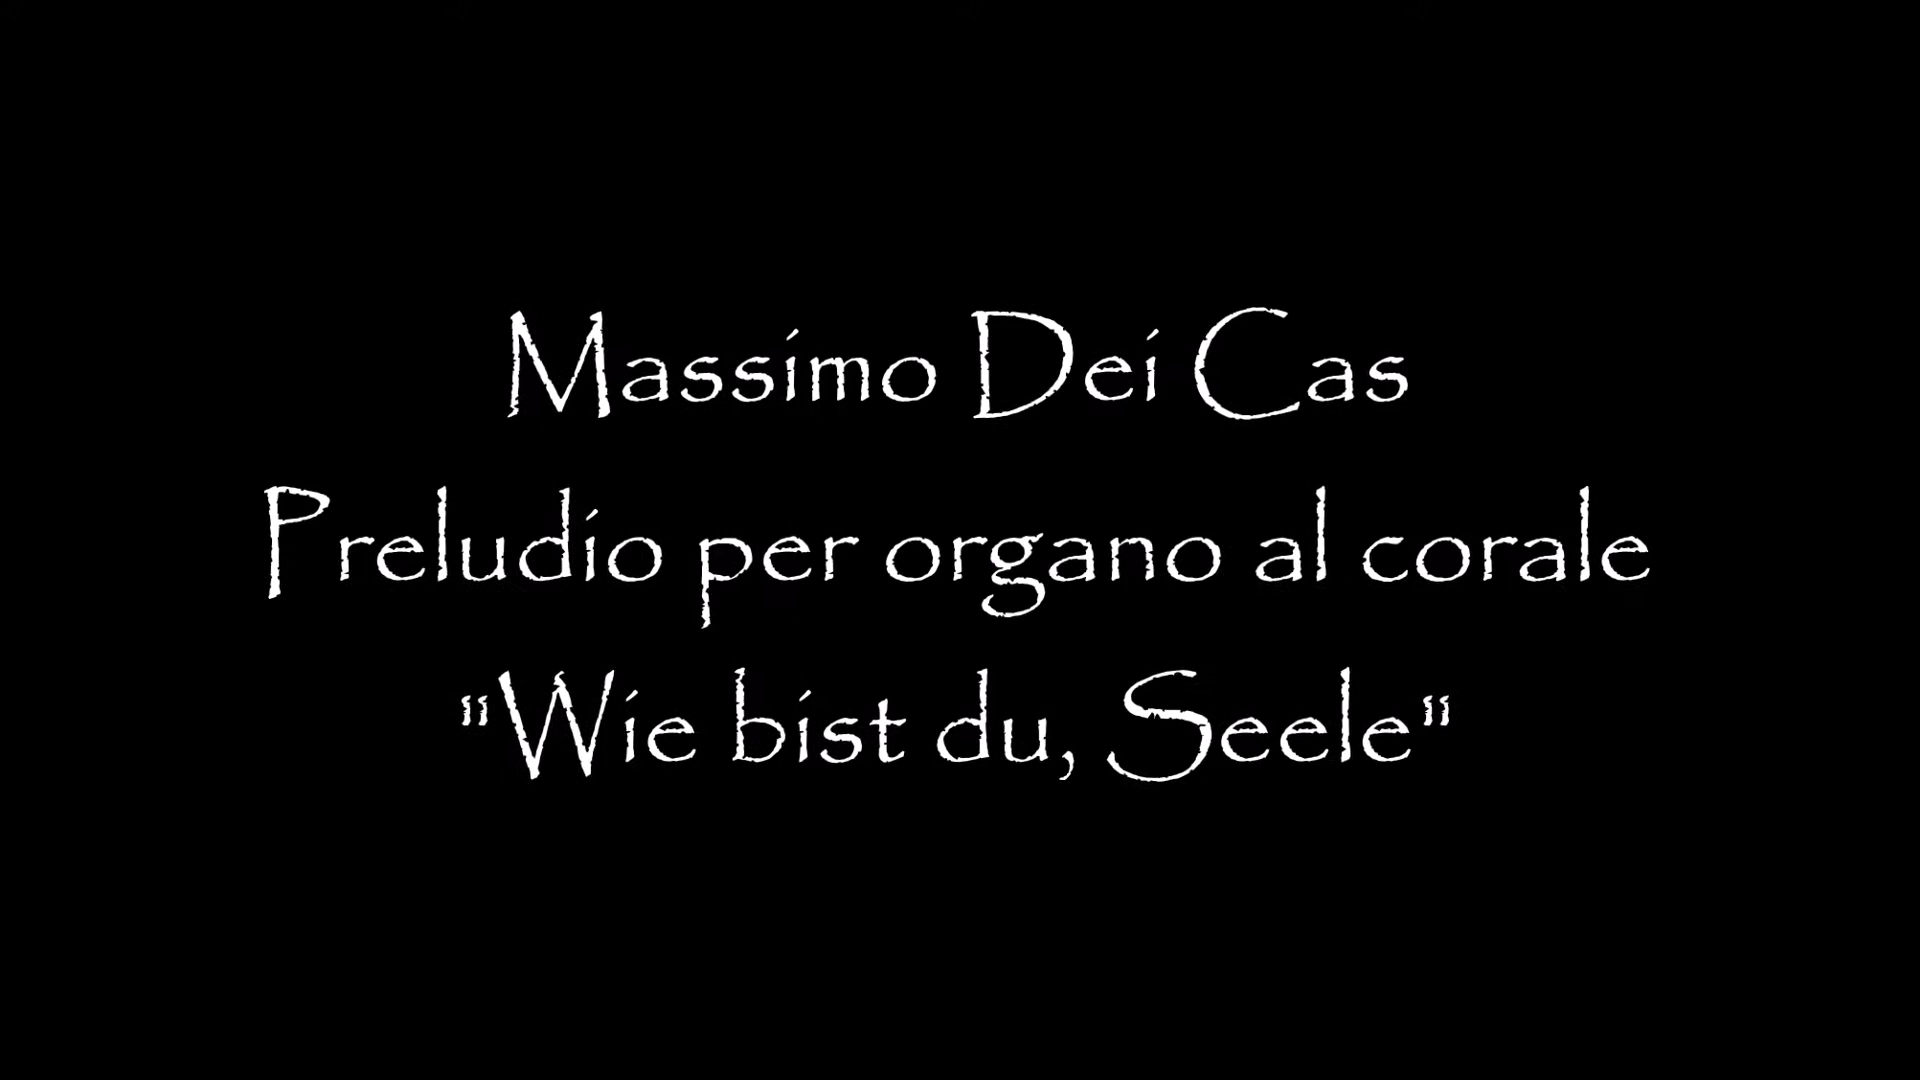 Massimo Dei Cas
Preludio per organo al corale
"Wie bist du, Seele"